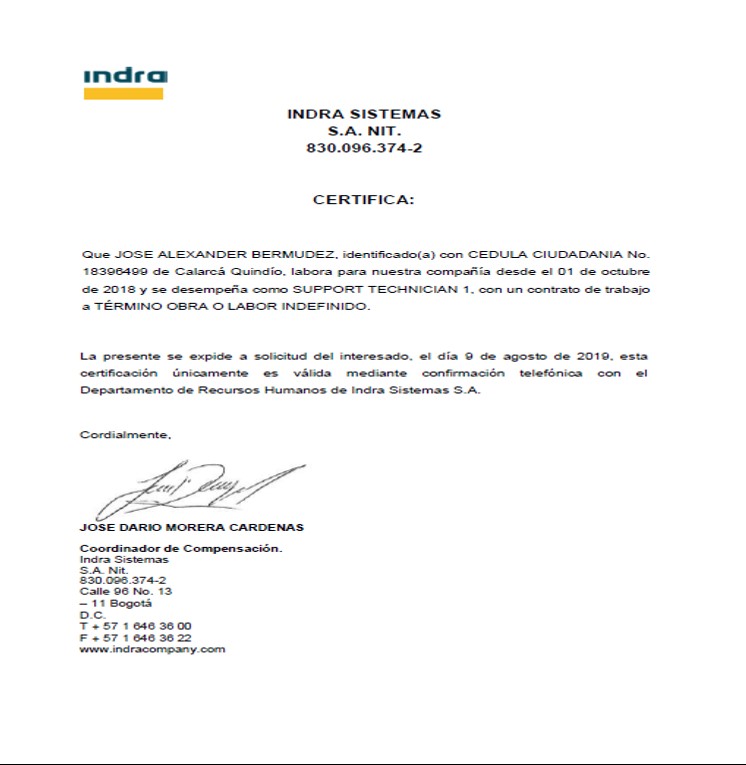 indra
INDRA SISTEMAS
S.A. NIT.
830.096.374-2
CERTIFICA:
Que JOSE ALEXANDER BERMUDEZ, identificado(a) con CEDULA CIUDADANIA No.
18396499 de Calarcá Quindío, labora para nuestra compañía desde el 01 de octubre
de 2018 y se desempeña como SUPPORT TECHNICIAN 1, con un contrato de trabajo
a TÉRMINO OBRA O LABOR INDEFINIDO.
La presente se expide a solicitud del interesado, el día 9 de agosto de 2019, esta
certificación únicamente es válida mediante confirmación telefónica con el
Departamento de Recursos Humanos de Indra Sistemas S.A.
Cordialmente,
JOSE DARIO MORERA CARDENAS
Coordinador de Compensación.
Indra Sistemas
S.A. Nit.
830.096.374-2
Calle 96 No. 13
– 11 Bogotá
D.C.
T + 57 1 646 36 00
F + 57 1 646 36 22
www.indracompany.com